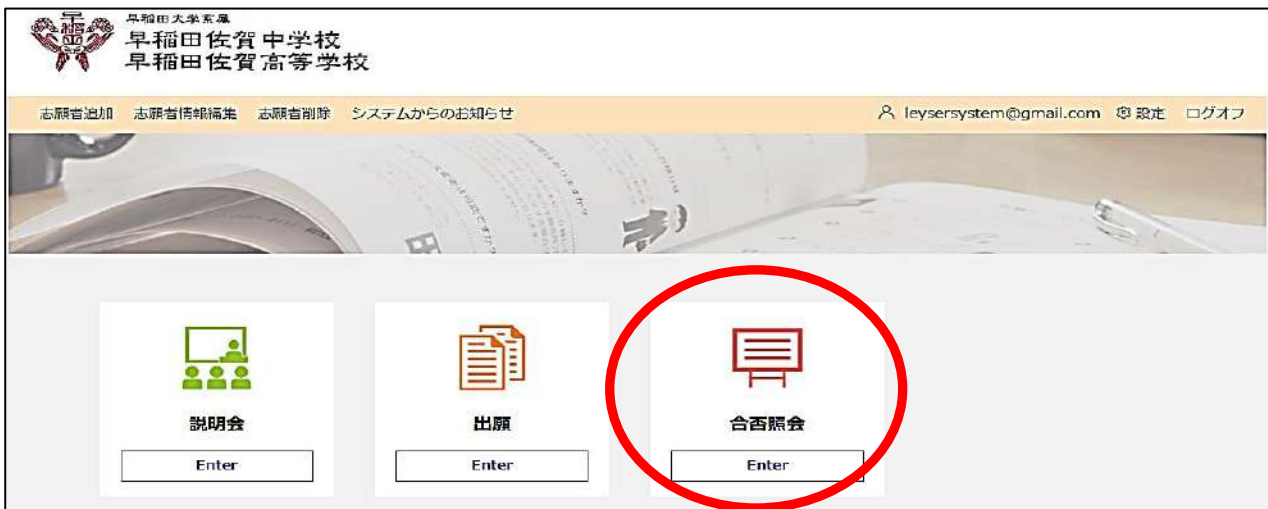 早稲田大学系属
早稲田佐賀中学校
早稲田佐賀高等学校
志願者追加 志願者情報編集 志願者削除 システムからのお知らせ leysersystem@gmail.com 設定 ログオフ
説明会 出願 合否照会
Enter Enter Enter